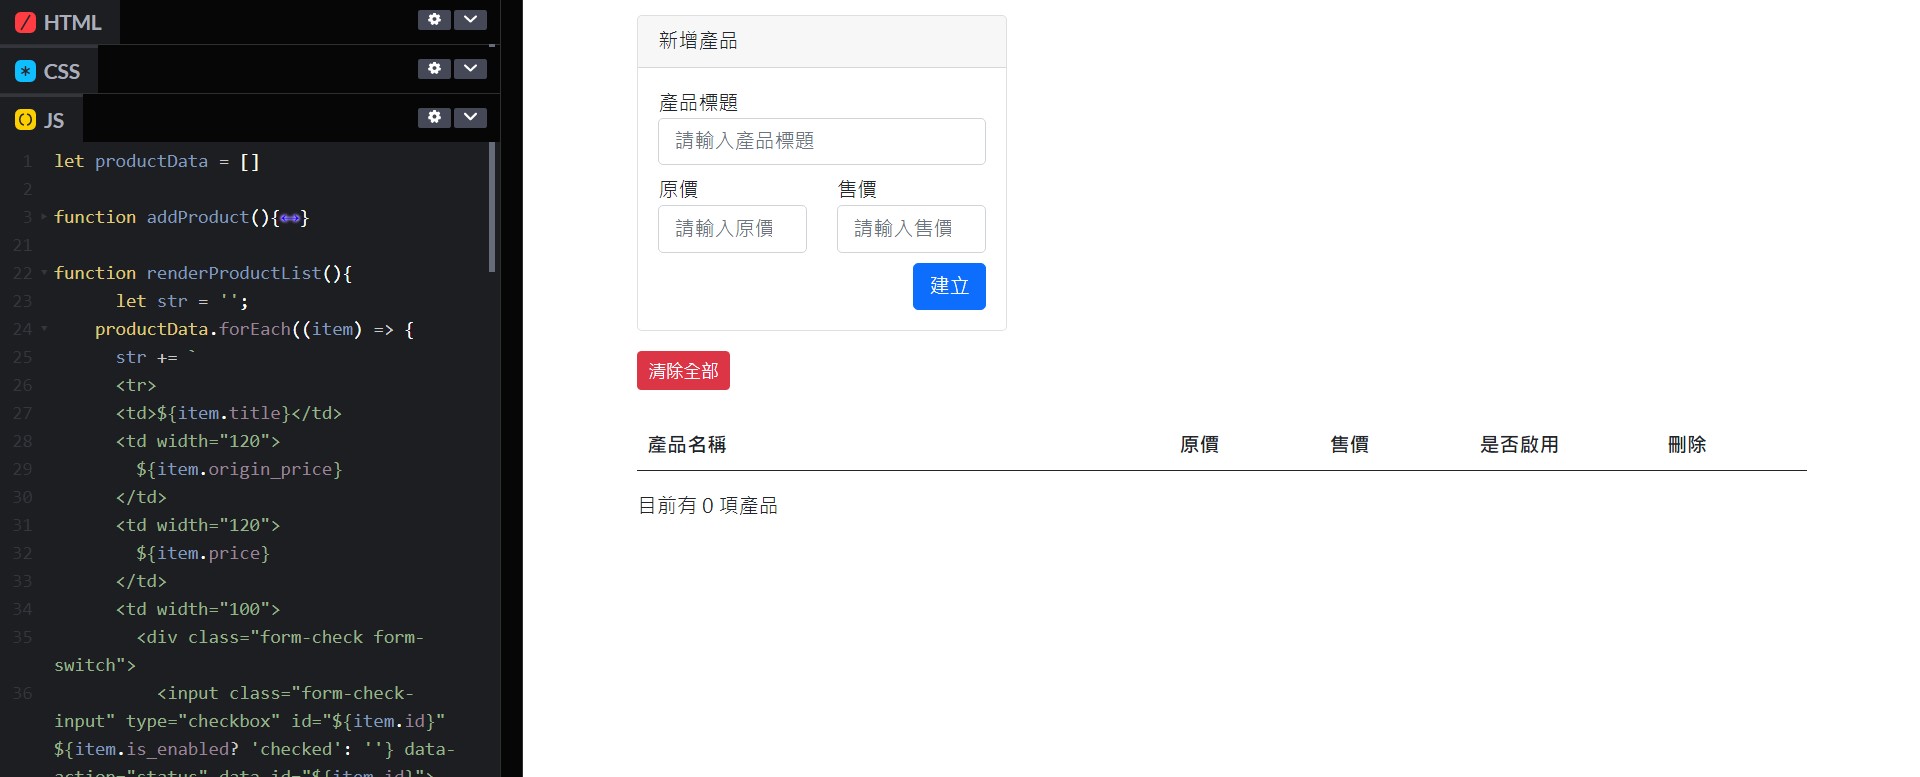 HTML
CSS
JS
1 let productData = []
2
3 function addProduct(){↔}
21
22 function renderProductList(){
23 let str = '';
24 productData.forEach((item) => {
25 str += `
26 <tr>
27 <td>${item.title}</td>
28 <td width="120">
29 ${item.origin_price}
30 </td>
31 <td width="120">
32 ${item.price}
33 </td>
34 <td width="100">
35 <div class="form-check form-
switch">
36 <input class="form-check-
input" type="checkbox" id="${item.id}"
${item.is_enabled? 'checked': ''} data-
action="status" data-id="${item.id}">
新增產品
產品標題
請輸入產品標題
原價 售價
請輸入原價 請輸入售價
建立
清除全部
產品名稱 原價 售價 是否啟用 刪除
目前有 0 項產品